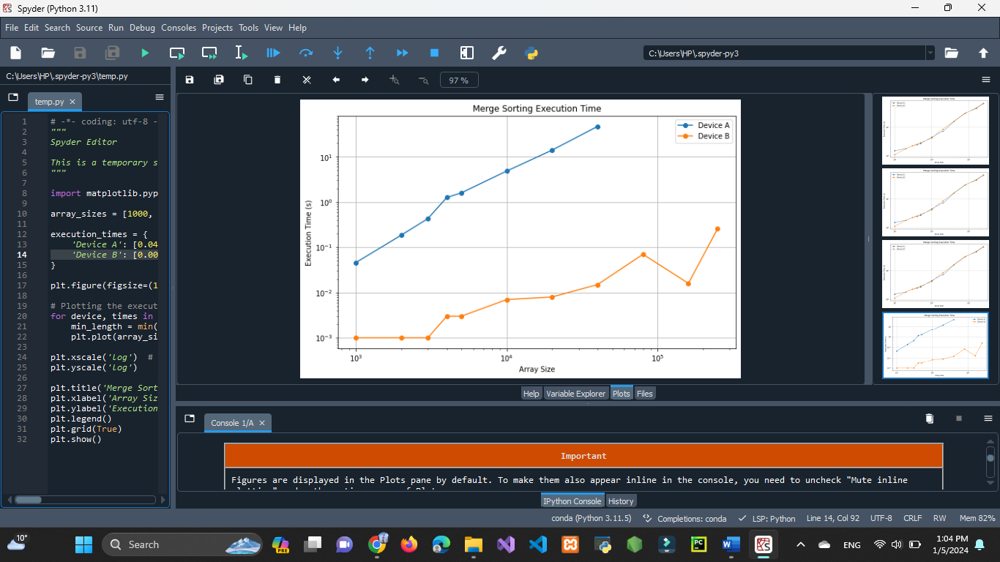 Spyder (Python 3.11)
File Edit Search Source Run Debug Consoles Projects Tools View Help
C:\Users\HP\.spyder-py3
C:\Users\HP\.spyder-py3\temp.py
temp.py
97 %
1 # -*- coding: utf-8 -
2 """
3 Spyder Editor
4
5 This is a temporary s
6 """
7
8 import matplotlib.pyp
9
10 array_sizes = [1000,
11
12 execution_times = {
13 'Device A': [0.04
14 'Device B': [0.00
15 }
16
17 plt.figure(figsize=(1
18
19 # Plotting the execut
20 for device, times in
21 min_length = min(
22 plt.plot(array_si
23
24 plt.xscale('log') #
25 plt.yscale('log')
26
27 plt.title('Merge Sort
28 plt.xlabel('Array Siz
29 plt.ylabel('Execution
30 plt.legend()
31 plt.grid(True)
32 plt.show()
Merge Sorting Execution Time
Device A
Device B
Execution Time (s)
10¹
10⁰
10⁻¹
10⁻²
10⁻³
10³ 10⁴ 10⁵
Array Size
Help Variable Explorer Plots Files
Console 1/A
Important
Figures are displayed in the Plots pane by default. To make them also appear inline in the console, you need to uncheck "Mute inline
IPython Console History
conda (Python 3.11.5) Completions: conda LSP: Python Line 14, Col 92 UTF-8 CRLF RW Mem 82%
10°
Search
PRE
PC
ENG
1:04 PM
1/5/2024